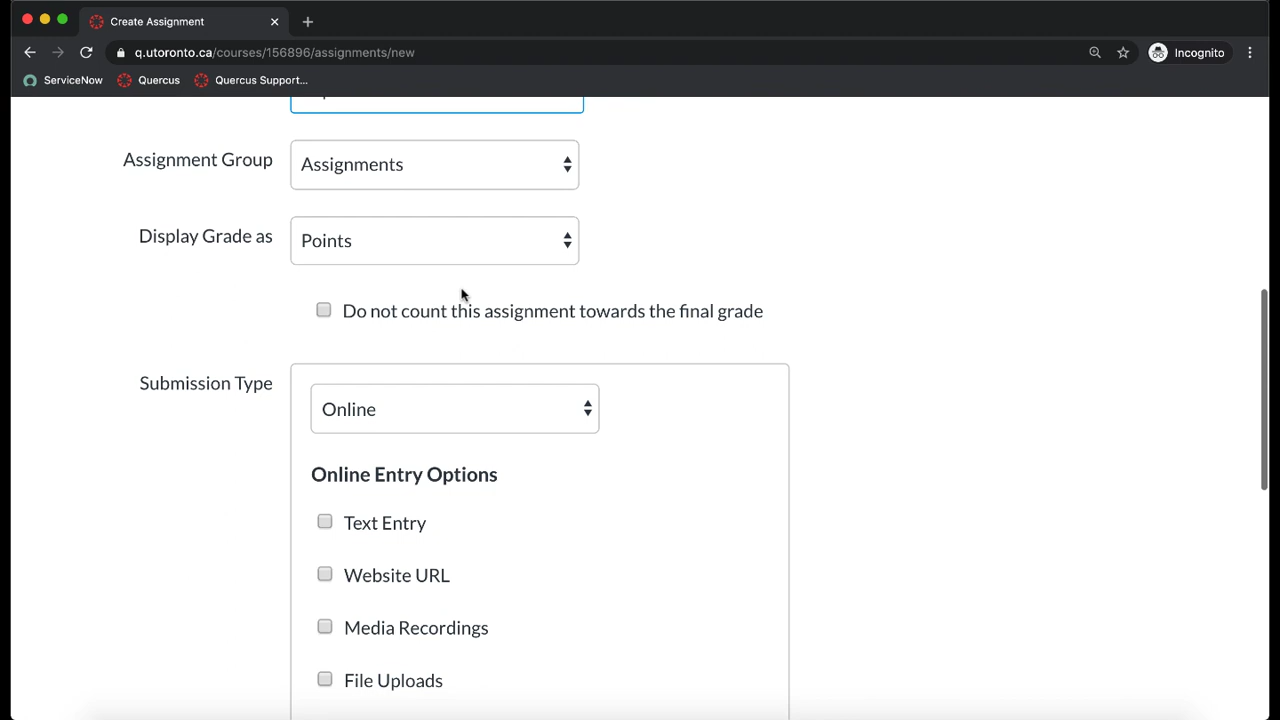 Create Assignment
q.utoronto.ca/courses/156896/assignments/new
Incognito
ServiceNow
Quercus
Quercus Support...
Assignment Group
Assignments
Display Grade as
Points
Do not count this assignment towards the final grade
Submission Type
Online
Online Entry Options
Text Entry
Website URL
Media Recordings
File Uploads